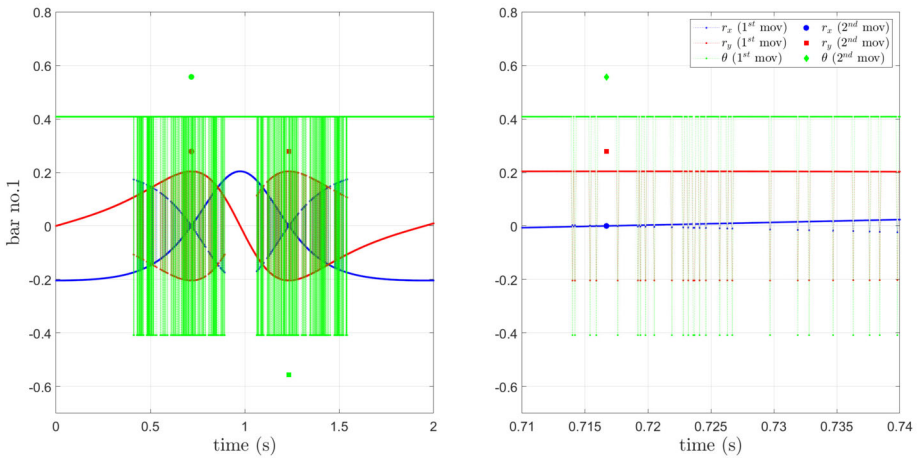 0.8
0.6
0.4
0.2
0
-0.2
-0.4
-0.6
0 0.5 1 1.5 2
bar no.1
time (s)
0.8
0.6
0.4
0.2
0
-0.2
-0.4
-0.6
0.71 0.715 0.72 0.725 0.73 0.735 0.74
time (s)
r_x (1^st mov) r_x (2^nd mov)
r_y (1^st mov) r_y (2^nd mov)
θ (1^st mov) θ (2^nd mov)